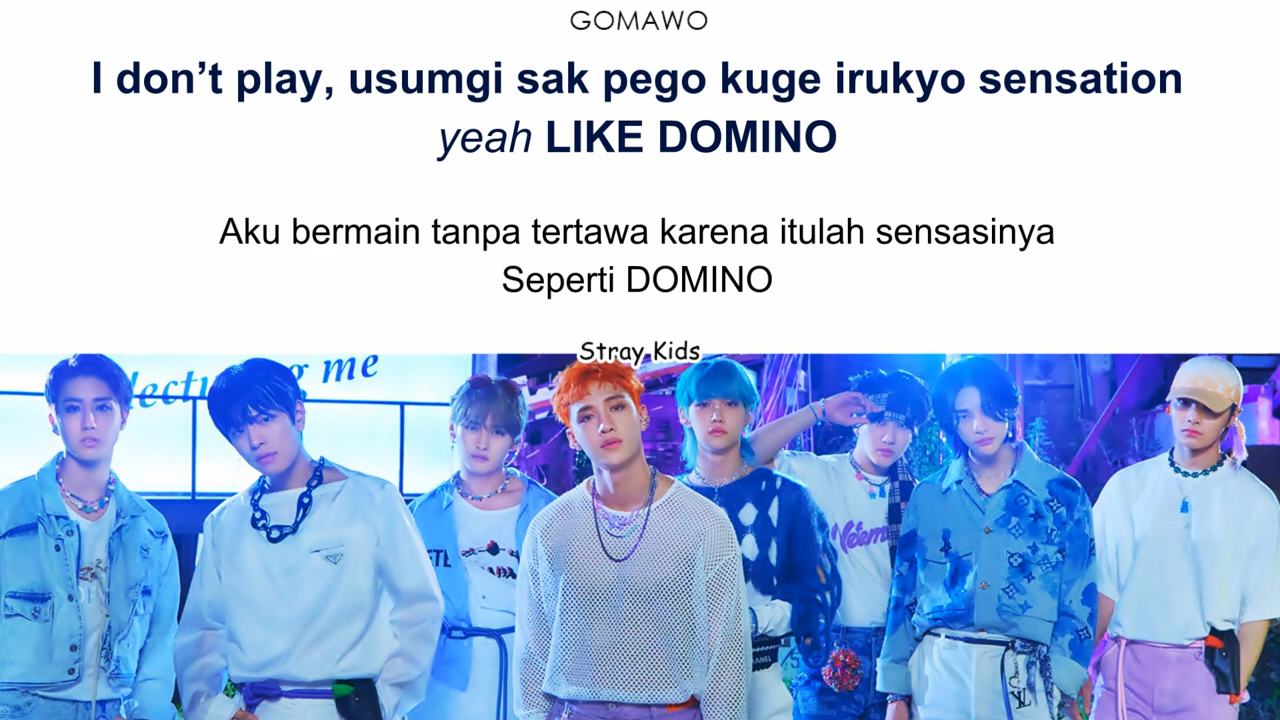 GOMAWO
I don’t play, usumgi sak pego kuge irukyo sensation
yeah LIKE DOMINO
Aku bermain tanpa tertawa karena itulah sensasinya
Seperti DOMINO
Stray Kids
me